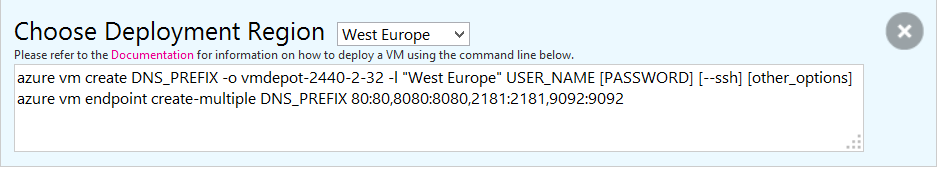 Choose Deployment Region West Europe
Please refer to the Documentation for information on how to deploy a VM using the command line below.
azure vm create DNS_PREFIX -o vmdepot-2440-2-32 -l "West Europe" USER_NAME [PASSWORD] [--ssh] [other_options]
azure vm endpoint create-multiple DNS_PREFIX 80:80,8080:8080,2181:2181,9092:9092